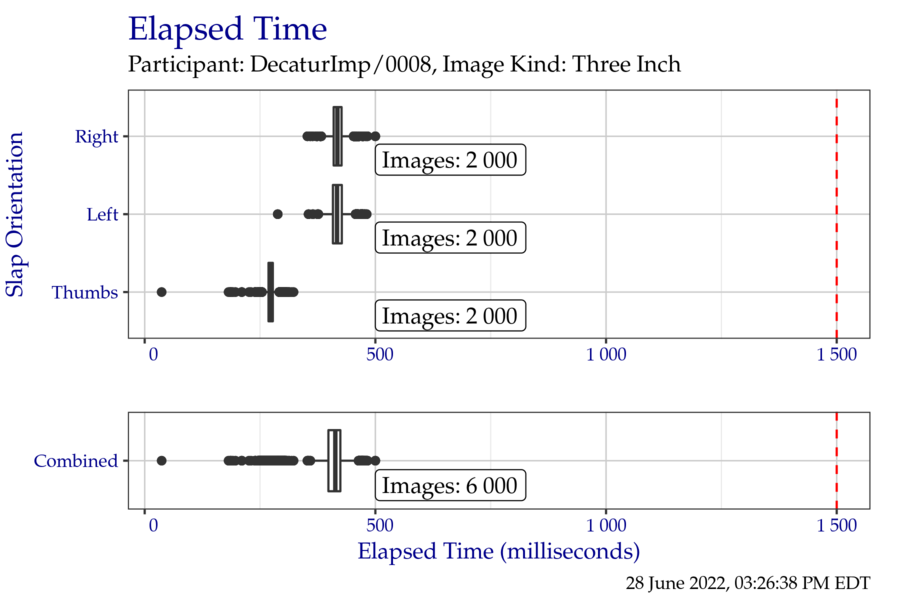 Elapsed Time
Participant: DecaturImp/0008, Image Kind: Three Inch
Slap Orientation
Right
Images: 2 000
Left
Images: 2 000
Thumbs
Images: 2 000
0 500 1 000 1 500
Combined
Images: 6 000
0 500 1 000 1 500
Elapsed Time (milliseconds)
28 June 2022, 03:26:38 PM EDT